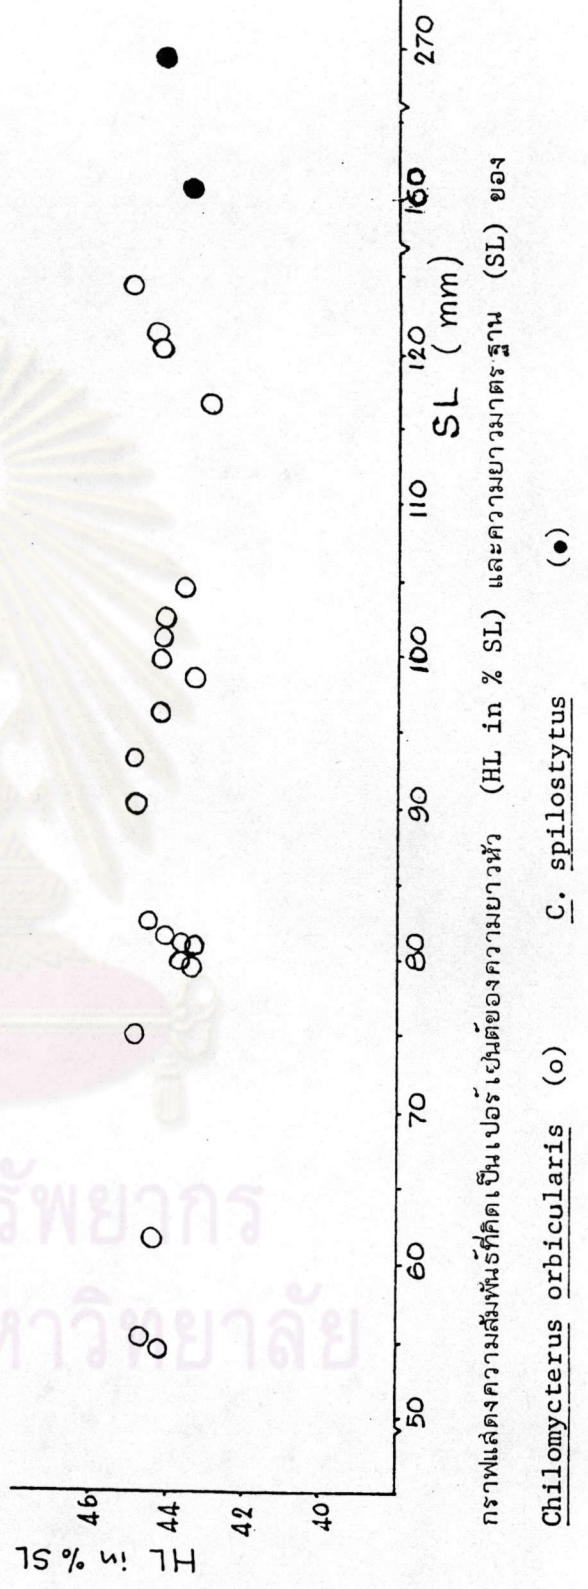 HL in % SL
46
44
42
40
50 60 70 80 90 100 110 120 160 270
SL ( mm )
กราฟแสดงความสัมพันธ์ที่คิดเป็นเปอร์เซ็นต์ของความยาวหัว (HL in % SL) และความยาวมาตรฐาน (SL) ของ
Chilomycterus orbicularis (o) C. spilostytus (●)